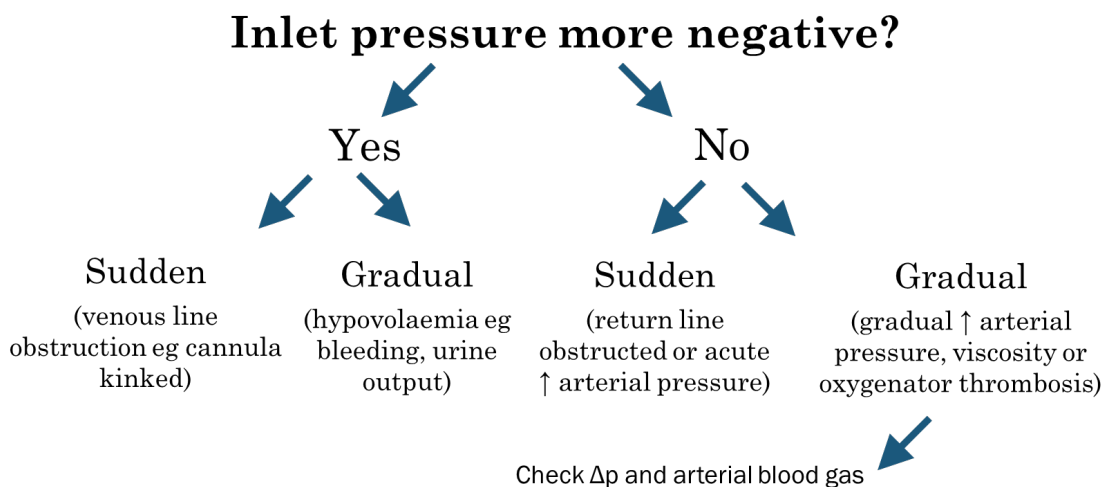 Inlet pressure more negative?
Yes
No
Sudden
(venous line
obstruction eg cannula
kinked)
Gradual
(hypovolaemia eg
bleeding, urine
output)
Sudden
(return line
obstructed or acute
↑ arterial pressure)
Gradual
(gradual ↑ arterial
pressure, viscosity or
oxygenator thrombosis)
Check Δp and arterial blood gas